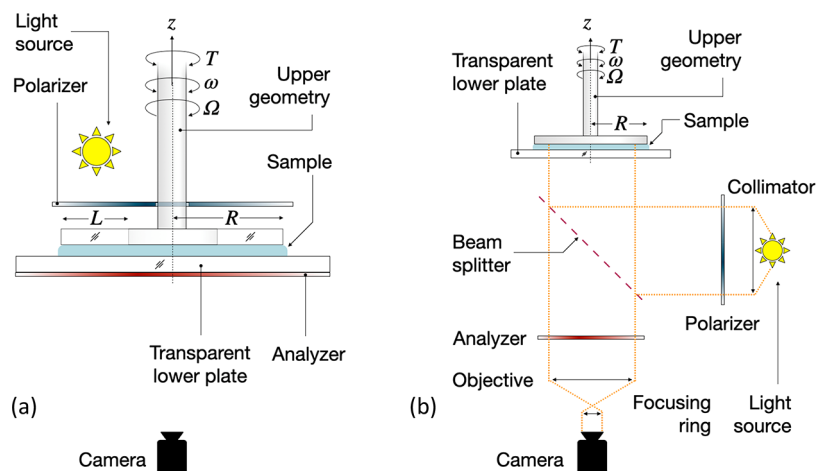 Light
source
Polarizer
z
T
ω
Ω
Upper
geometry
Sample
L
R
Transparent
lower plate
Analyzer
(a)
Camera
z
T
ω
Ω
Transparent
lower plate
Upper
geometry
R
Sample
Collimator
Beam
splitter
Polarizer
Analyzer
Objective
Focusing
ring
Light
source
(b)
Camera